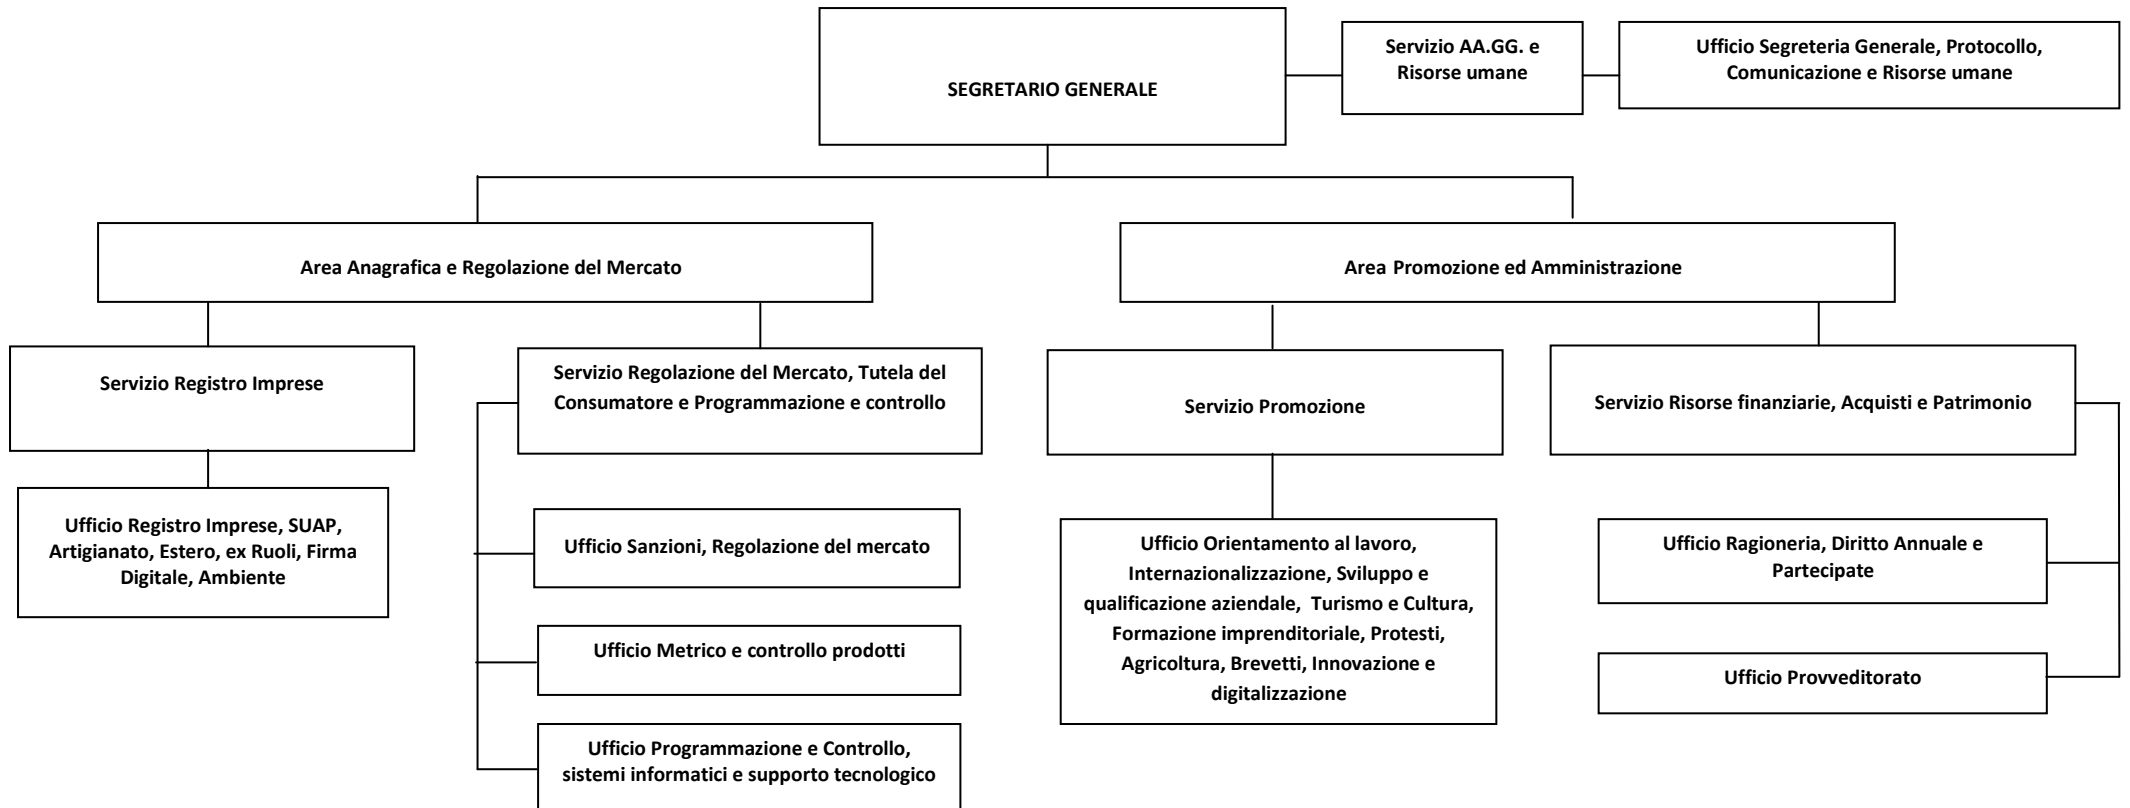 SEGRETARIO GENERALE
Servizio AA.GG. e
Risorse umane
Ufficio Segreteria Generale, Protocollo,
Comunicazione e Risorse umane
Area Anagrafica e Regolazione del Mercato
Area Promozione ed Amministrazione
Servizio Registro Imprese
Servizio Regolazione del Mercato, Tutela del
Consumatore e Programmazione e controllo
Servizio Promozione
Servizio Risorse finanziarie, Acquisti e Patrimonio
Ufficio Registro Imprese, SUAP,
Artigianato, Estero, ex Ruoli, Firma
Digitale, Ambiente
Ufficio Sanzioni, Regolazione del mercato
Ufficio Metrico e controllo prodotti
Ufficio Programmazione e Controllo,
sistemi informatici e supporto tecnologico
Ufficio Orientamento al lavoro,
Internazionalizzazione, Sviluppo e
qualificazione aziendale, Turismo e Cultura,
Formazione imprenditoriale, Protesti,
Agricoltura, Brevetti, Innovazione e
digitalizzazione
Ufficio Ragioneria, Diritto Annuale e
Partecipate
Ufficio Provveditorato